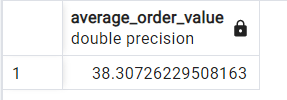 average_order_value
double precision
1 38.30726229508163